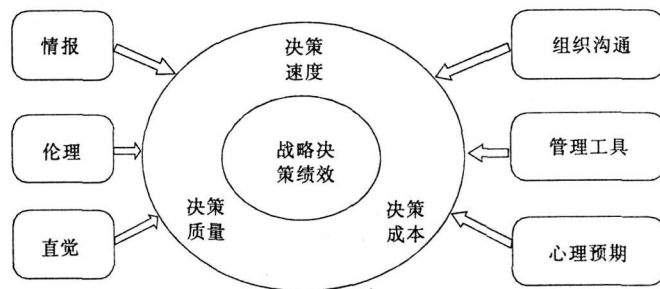 情报
伦理
直觉
决策
速度
战略决
策绩效
决策
质量
决策
成本
组织沟通
管理工具
心理预期